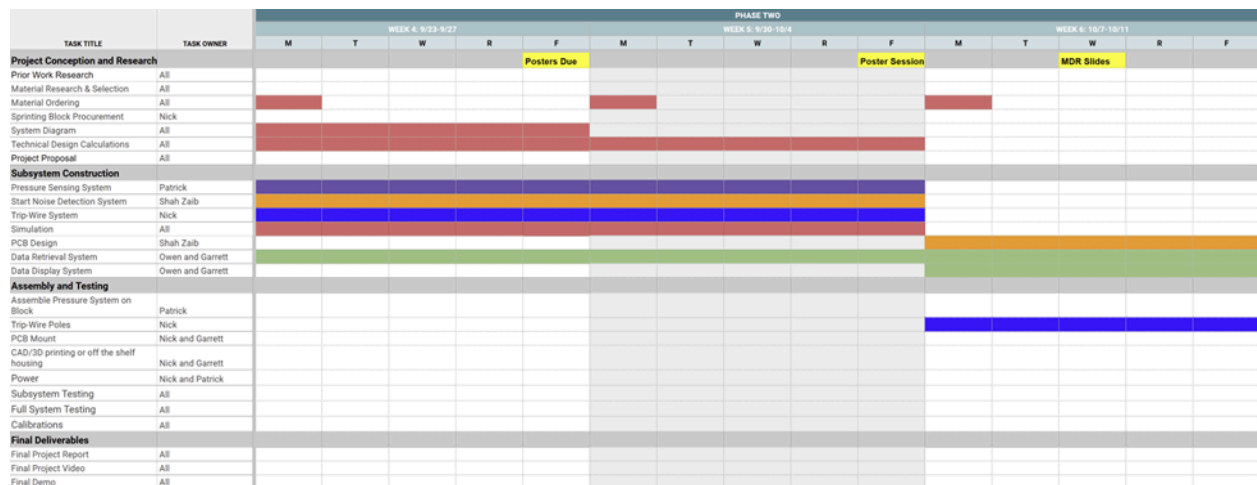 PHASE TWO
WEEK 4: 9/23-9/27 WEEK 5: 9/30-10/4 WEEK 6: 10/7-10/11
TASK TITLE TASK OWNER M T W R F M T W R F M T W R F
Project Conception and Research Posters Due Poster Session MDR Slides
Prior Work Research All
Material Research & Selection All
Material Ordering All
Sprinting Block Procurement Nick
System Diagram All
Technical Design Calculations All
Project Proposal All
Subsystem Construction
Pressure Sensing System Patrick
Start Noise Detection System Shah Zaib
Trip-Wire System Nick
Simulation All
PCB Design Shah Zaib
Data Retrieval System Owen and Garrett
Data Display System Owen and Garrett
Assembly and Testing
Assemble Pressure System on
Block Patrick
Trip-Wire Poles Nick
PCB Mount Nick and Garrett
CAD/3D printing or off the shelf
housing Nick and Garrett
Power Nick and Patrick
Subsystem Testing All
Full System Testing All
Calibrations All
Final Deliverables
Final Project Report All
Final Project Video All
Final Demo All